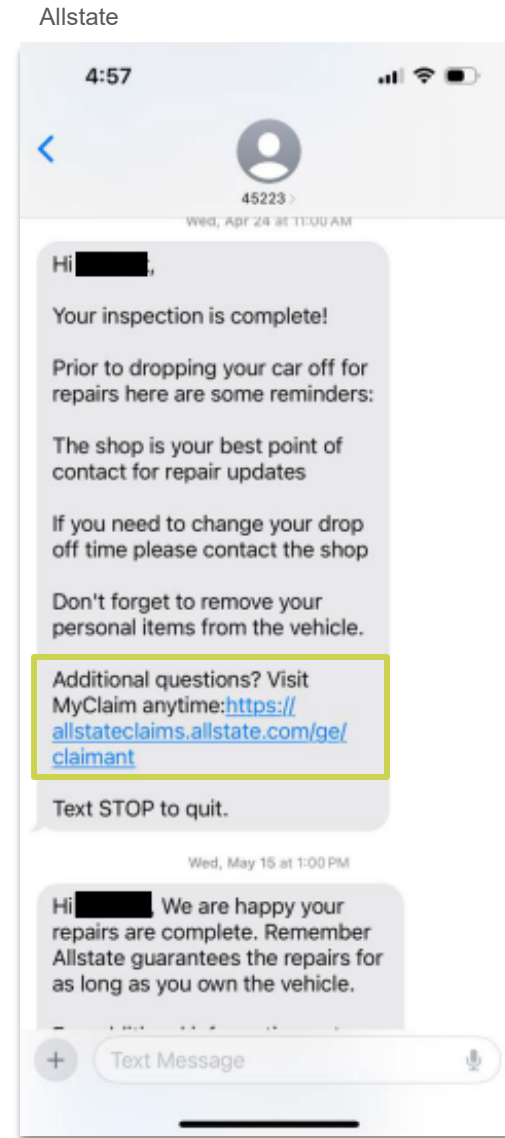 Allstate
4:57
45223
Wed, Apr 24 at 11:00 AM
Hi ,
Your inspection is complete!
Prior to dropping your car off for
repairs here are some reminders:
The shop is your best point of
contact for repair updates
If you need to change your drop
off time please contact the shop
Don't forget to remove your
personal items from the vehicle.
Additional questions? Visit
MyClaim anytime:https://
allstateclaims.allstate.com/ge/
claimant
Text STOP to quit.
Wed, May 15 at 1:00 PM
Hi , We are happy your
repairs are complete. Remember
Allstate guarantees the repairs for
as long as you own the vehicle.
Text Message